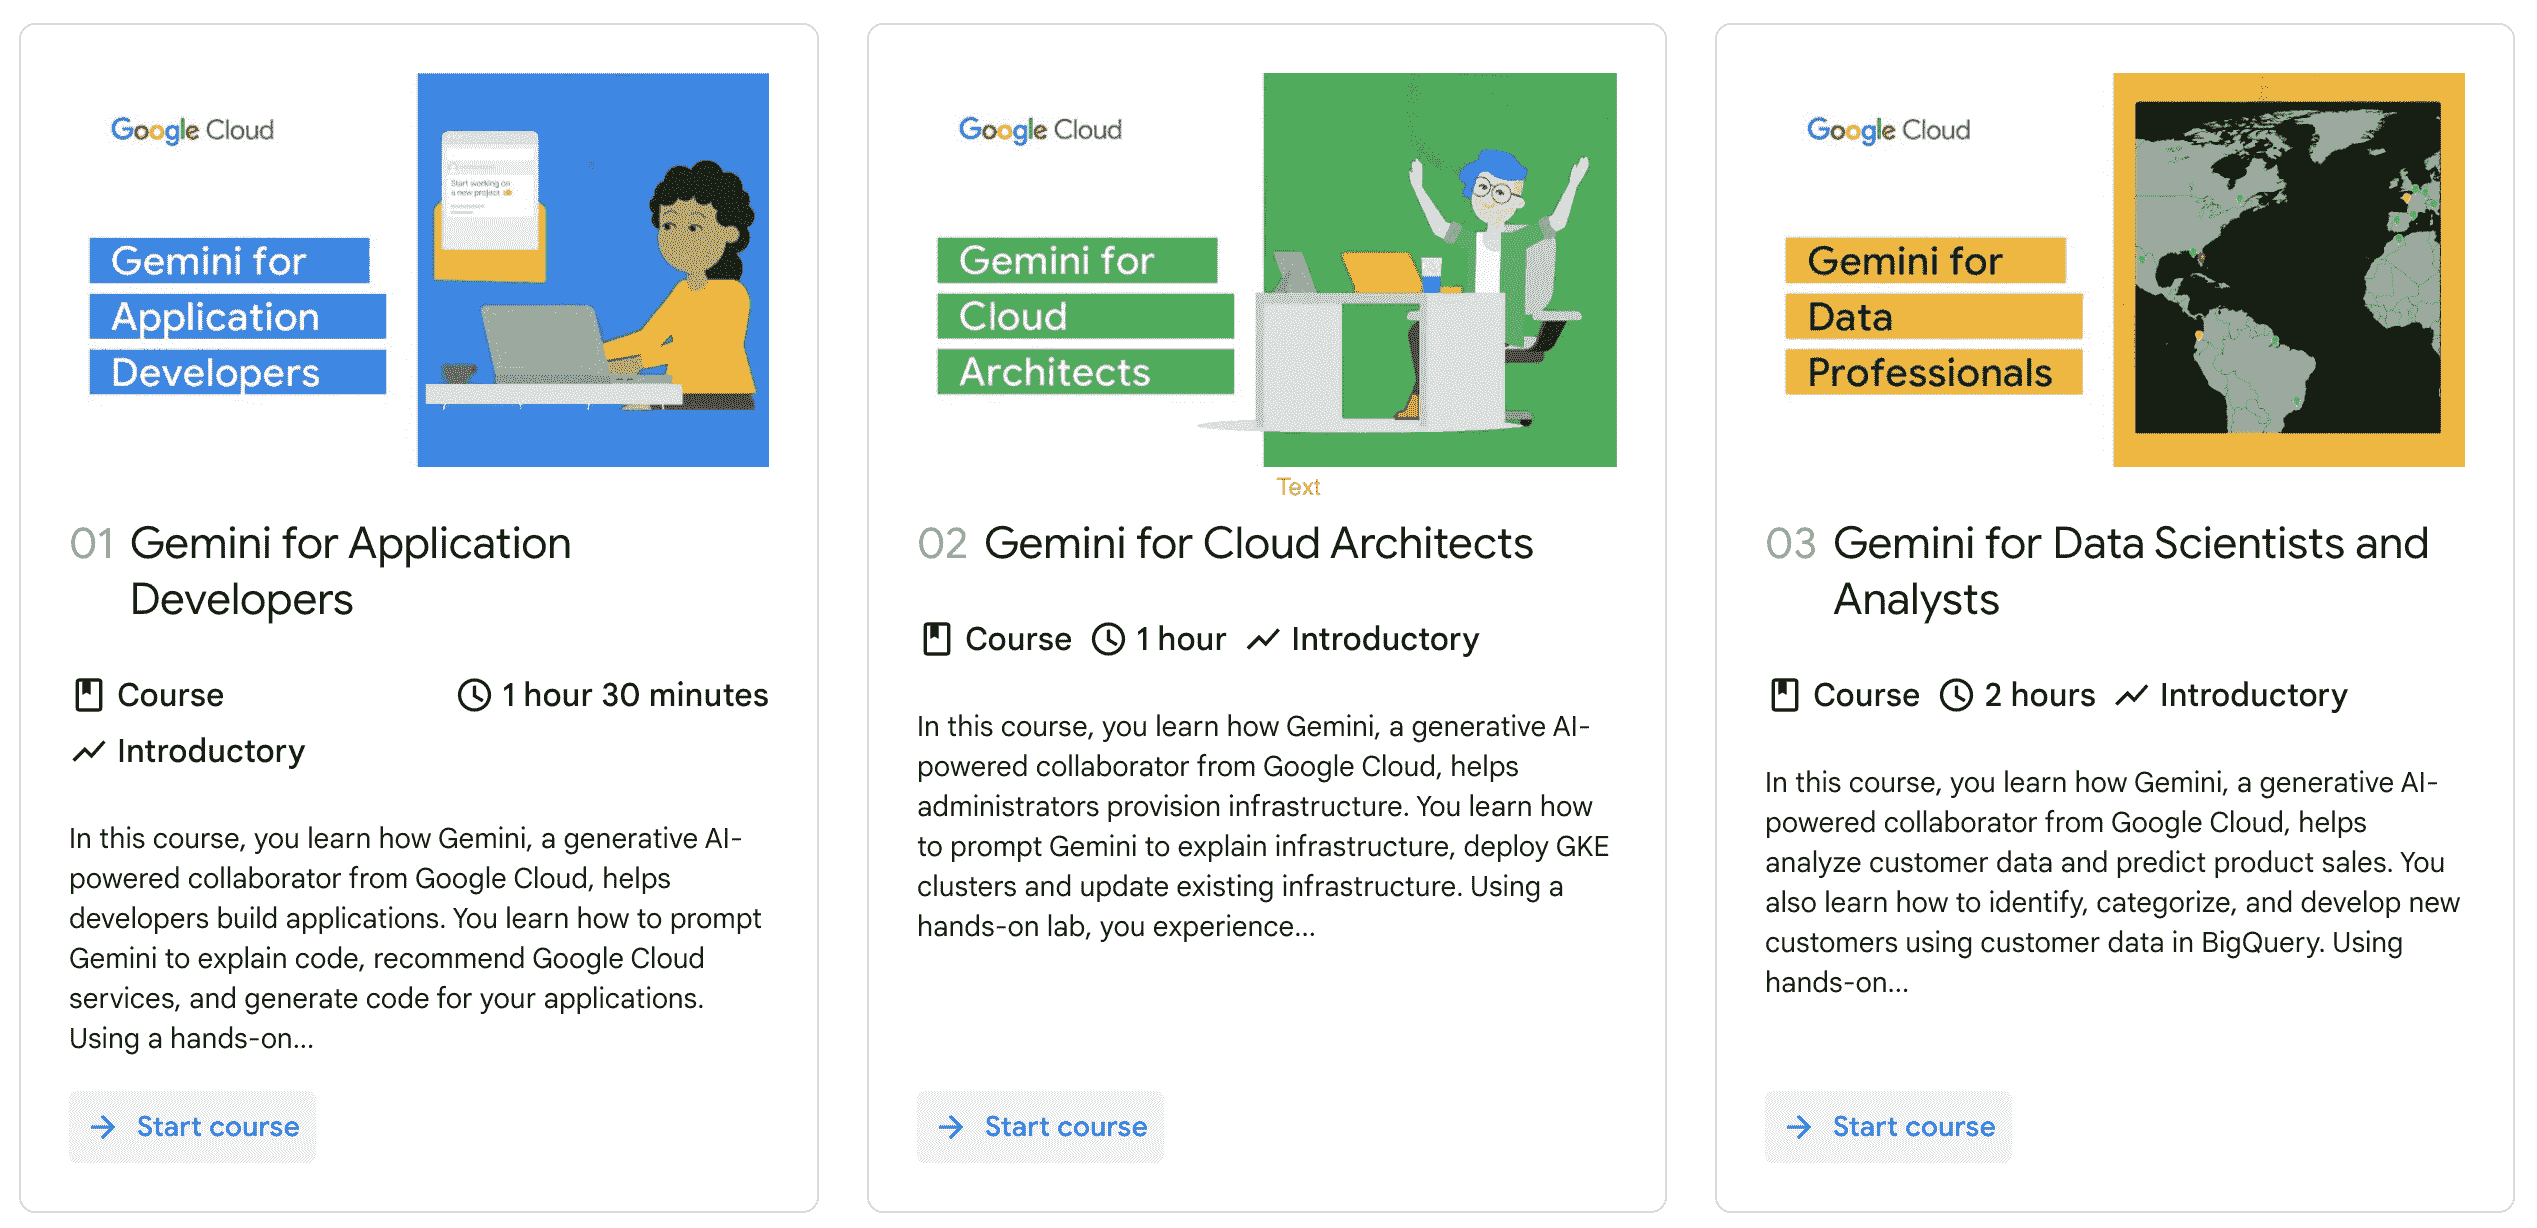 Google Cloud
Gemini for
Application
Developers
Start working on
a new project
01 Gemini for Application
Developers
Course 1 hour 30 minutes
Introductory
In this course, you learn how Gemini, a generative AI-
powered collaborator from Google Cloud, helps
developers build applications. You learn how to prompt
Gemini to explain code, recommend Google Cloud
services, and generate code for your applications.
Using a hands-on...
Start course
Google Cloud
Gemini for
Cloud
Architects
Text
02 Gemini for Cloud Architects
Course 1 hour Introductory
In this course, you learn how Gemini, a generative AI-
powered collaborator from Google Cloud, helps
administrators provision infrastructure. You learn how
to prompt Gemini to explain infrastructure, deploy GKE
clusters and update existing infrastructure. Using a
hands-on lab, you experience...
Start course
Google Cloud
Gemini for
Data
Professionals
03 Gemini for Data Scientists and
Analysts
Course 2 hours Introductory
In this course, you learn how Gemini, a generative AI-
powered collaborator from Google Cloud, helps
analyze customer data and predict product sales. You
also learn how to identify, categorize, and develop new
customers using customer data in BigQuery. Using
hands-on...
Start course